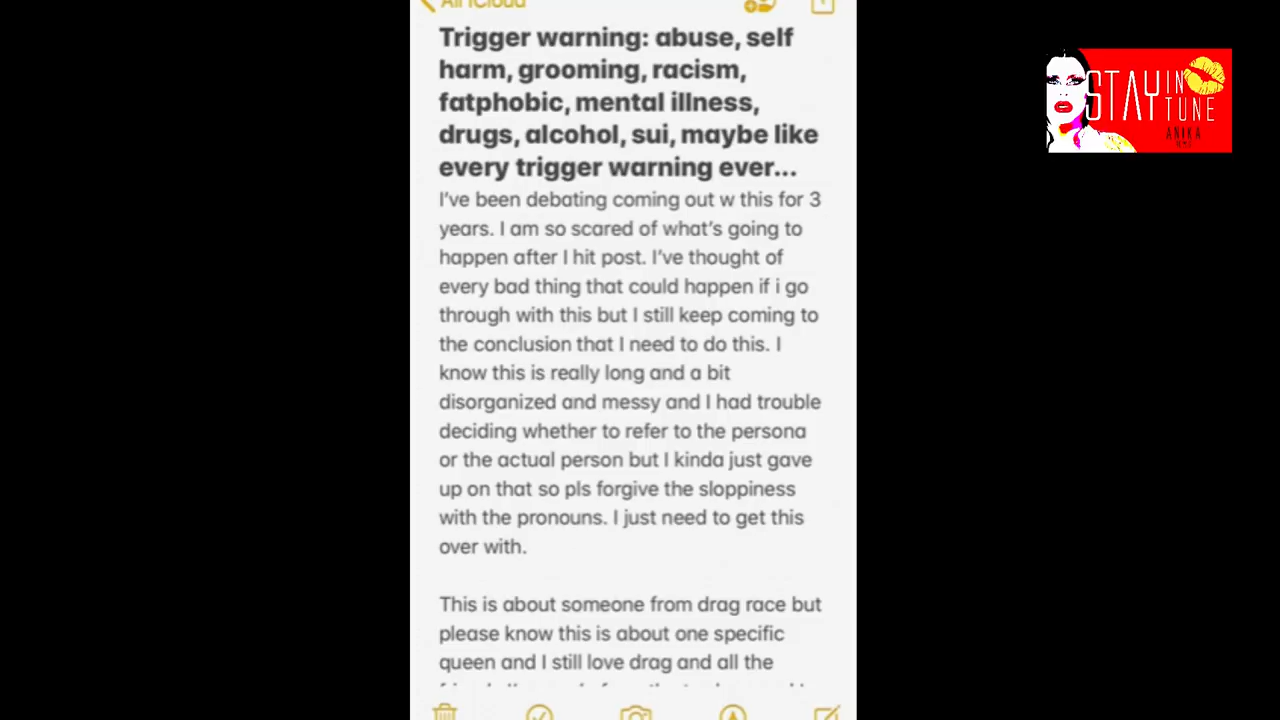 All iCloud
Trigger warning: abuse, self
harm, grooming, racism,
fatphobic, mental illness,
drugs, alcohol, sui, maybe like
every trigger warning ever...
I've been debating coming out w this for 3
years. I am so scared of what's going to
happen after I hit post. I've thought of
every bad thing that could happen if i go
through with this but I still keep coming to
the conclusion that I need to do this. I
know this is really long and a bit
disorganized and messy and I had trouble
deciding whether to refer to the persona
or the actual person but I kinda just gave
up on that so pls forgive the sloppiness
with the pronouns. I just need to get this
over with.
This is about someone from drag race but
please know this is about one specific
queen and I still love drag and all the
STAY IN TUNE
ANIKA